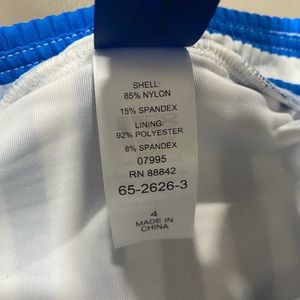 SHELL:
85% NYLON
15% SPANDEX
LINING:
92% POLYESTER
8% SPANDEX
07995
RN 88842
65-2626-3
4
MADE IN
CHINA